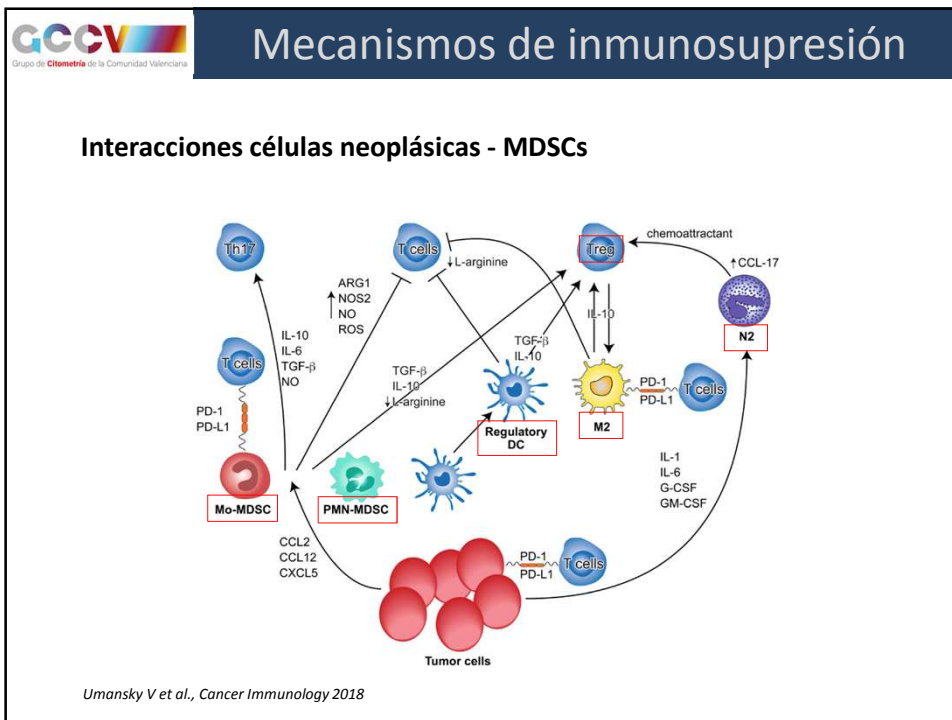 GCCV
Grupo de Citometría de la Comunidad Valenciana
Mecanismos de inmunosupresión
Interacciones células neoplásicas - MDSCs
Th17
T cells
↓L-arginine
Treg
chemoattractant
↑CCL-17
N2
↑ARG1
NOS2
NO
ROS
IL-10
IL-6
TGF-β
NO
T cells
PD-1
PD-L1
Mo-MDSC
TGF-β
IL-10
↓L-arginine
PMN-MDSC
TGF-β
IL-10
Regulatory
DC
IL-10
M2
PD-1
PD-L1
T cells
IL-1
IL-6
G-CSF
GM-CSF
CCL2
CCL12
CXCL5
PD-1
PD-L1
T cells
Tumor cells
Umansky V et al., Cancer Immunology 2018